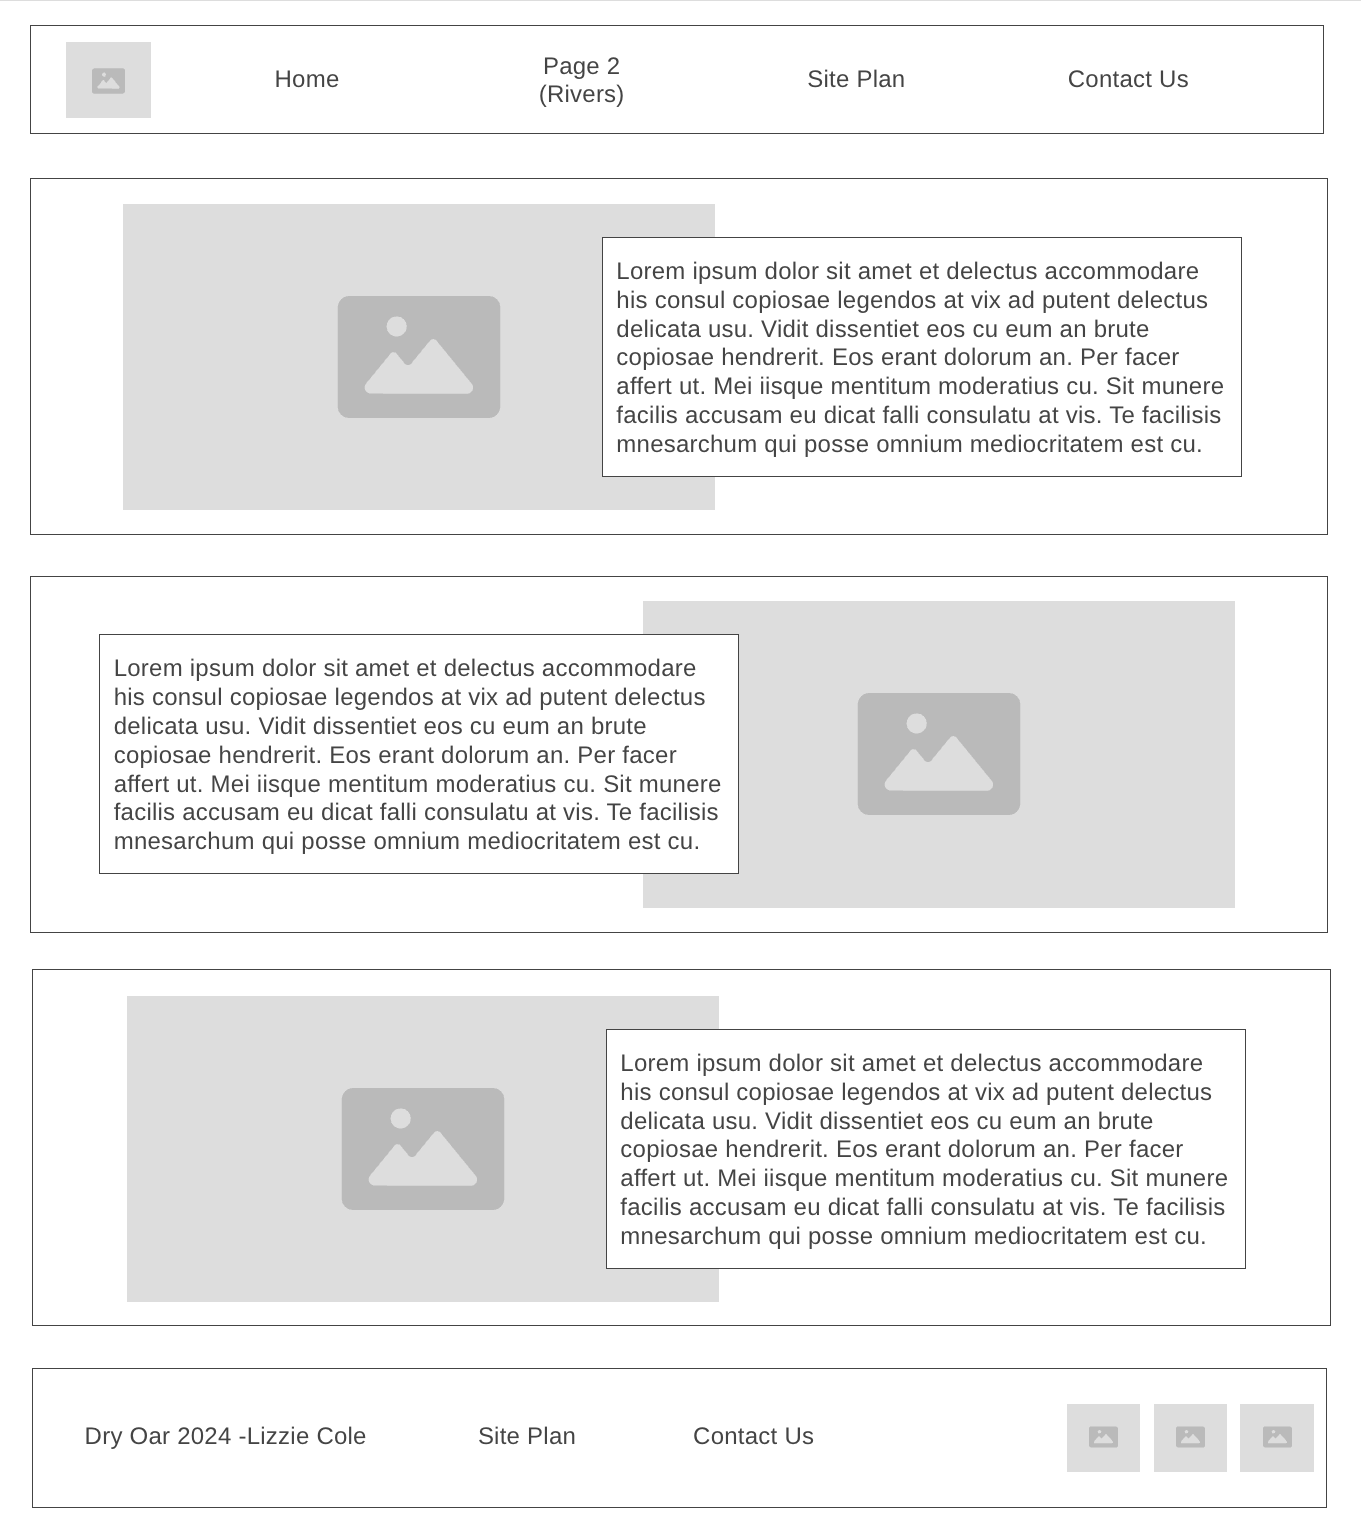 Home
Page 2
(Rivers)
Site Plan
Contact Us
Lorem ipsum dolor sit amet et delectus accommodare
his consul copiosae legendos at vix ad putent delectus
delicata usu. Vidit dissentiet eos cu eum an brute
copiosae hendrerit. Eos erant dolorum an. Per facer
affert ut. Mei iisque mentitum moderatius cu. Sit munere
facilis accusam eu dicat falli consulatu at vis. Te facilisis
mnesarchum qui posse omnium mediocritatem est cu.
Lorem ipsum dolor sit amet et delectus accommodare
his consul copiosae legendos at vix ad putent delectus
delicata usu. Vidit dissentiet eos cu eum an brute
copiosae hendrerit. Eos erant dolorum an. Per facer
affert ut. Mei iisque mentitum moderatius cu. Sit munere
facilis accusam eu dicat falli consulatu at vis. Te facilisis
mnesarchum qui posse omnium mediocritatem est cu.
Lorem ipsum dolor sit amet et delectus accommodare
his consul copiosae legendos at vix ad putent delectus
delicata usu. Vidit dissentiet eos cu eum an brute
copiosae hendrerit. Eos erant dolorum an. Per facer
affert ut. Mei iisque mentitum moderatius cu. Sit munere
facilis accusam eu dicat falli consulatu at vis. Te facilisis
mnesarchum qui posse omnium mediocritatem est cu.
Dry Oar 2024 -Lizzie Cole
Site Plan
Contact Us